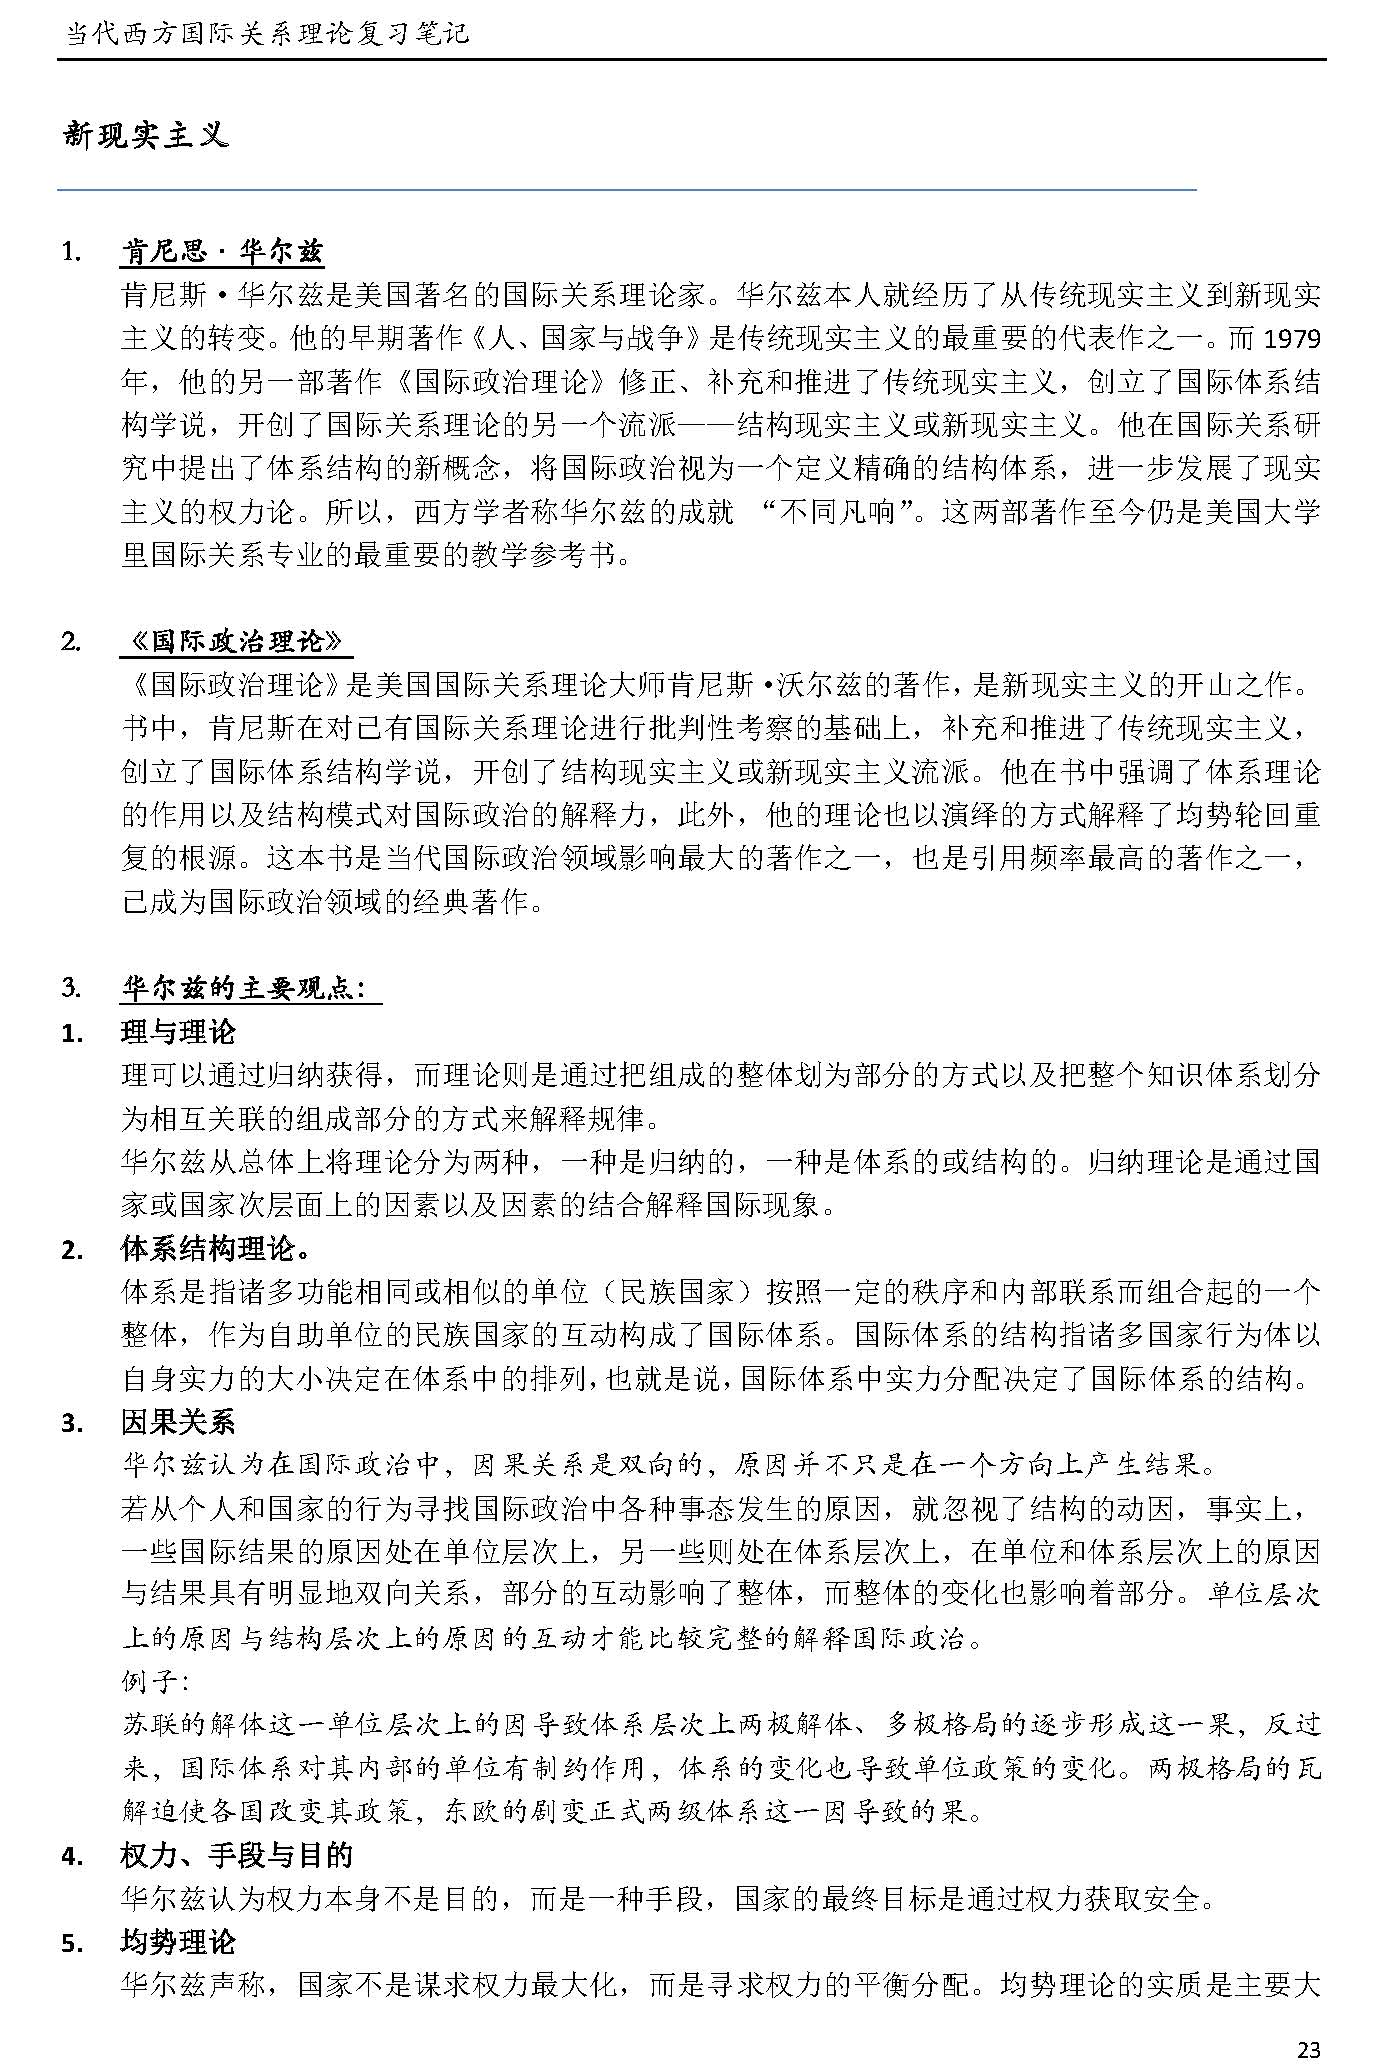 当代西方国际关系理论复习笔记
新现实主义
1. 肯尼思·华尔兹
肯尼斯·华尔兹是美国著名的国际关系理论家。华尔兹本人就经历了从传统现实主义到新现实
主义的转变。他的早期著作《人、国家与战争》是传统现实主义的最重要的代表作之一。而 1979
年，他的另一部著作《国际政治理论》修正、补充和推进了传统现实主义，创立了国际体系结
构学说，开创了国际关系理论的另一个流派——结构现实主义或新现实主义。他在国际关系研
究中提出了体系结构的新概念，将国际政治视为一个定义精确的结构体系，进一步发展了现实
主义的权力论。所以，西方学者称华尔兹的成就 “不同凡响”。这两部著作至今仍是美国大学
里国际关系专业的最重要的教学参考书。
2. 《国际政治理论》
《国际政治理论》是美国国际关系理论大师肯尼斯·沃尔兹的著作，是新现实主义的开山之作。
书中，肯尼斯在对已有国际关系理论进行批判性考察的基础上，补充和推进了传统现实主义，
创立了国际体系结构学说，开创了结构现实主义或新现实主义流派。他在书中强调了体系理论
的作用以及结构模式对国际政治的解释力，此外，他的理论也以演绎的方式解释了均势轮回重
复的根源。这本书是当代国际政治领域影响最大的著作之一，也是引用频率最高的著作之一，
已成为国际政治领域的经典著作。
3. 华尔兹的主要观点：
1. 理与理论
理可以通过归纳获得，而理论则是通过把组成的整体划为部分的方式以及把整个知识体系划分
为相互关联的组成部分的方式来解释规律。
华尔兹从总体上将理论分为两种，一种是归纳的，一种是体系的或结构的。归纳理论是通过国
家或国家次层面上的因素以及因素的结合解释国际现象。
2. 体系结构理论。
体系是指诸多功能相同或相似的单位（民族国家）按照一定的秩序和内部联系而组合起的一个
整体，作为自助单位的民族国家的互动构成了国际体系。国际体系的结构指诸多国家行为体以
自身实力的大小决定在体系中的排列，也就是说，国际体系中实力分配决定了国际体系的结构。
3. 因果关系
华尔兹认为在国际政治中，因果关系是双向的，原因并不只是在一个方向上产生结果。
若从个人和国家的行为寻找国际政治中各种事态发生的原因，就忽视了结构的动因，事实上，
一些国际结果的原因处在单位层次上，另一些则处在体系层次上，在单位和体系层次上的原因
与结果具有明显地双向关系，部分的互动影响了整体，而整体的变化也影响着部分。单位层次
上的原因与结构层次上的原因的互动才能比较完整的解释国际政治。
例子：
苏联的解体这一单位层次上的因导致体系层次上两极解体、多极格局的逐步形成这一果，反过
来，国际体系对其内部的单位有制约作用，体系的变化也导致单位政策的变化。两极格局的瓦
解迫使各国改变其政策，东欧的剧变正式两级体系这一因导致的果。
4. 权力、手段与目的
华尔兹认为权力本身不是目的，而是一种手段，国家的最终目标是通过权力获取安全。
5. 均势理论
华尔兹声称，国家不是谋求权力最大化，而是寻求权力的平衡分配。均势理论的实质是主要大
23